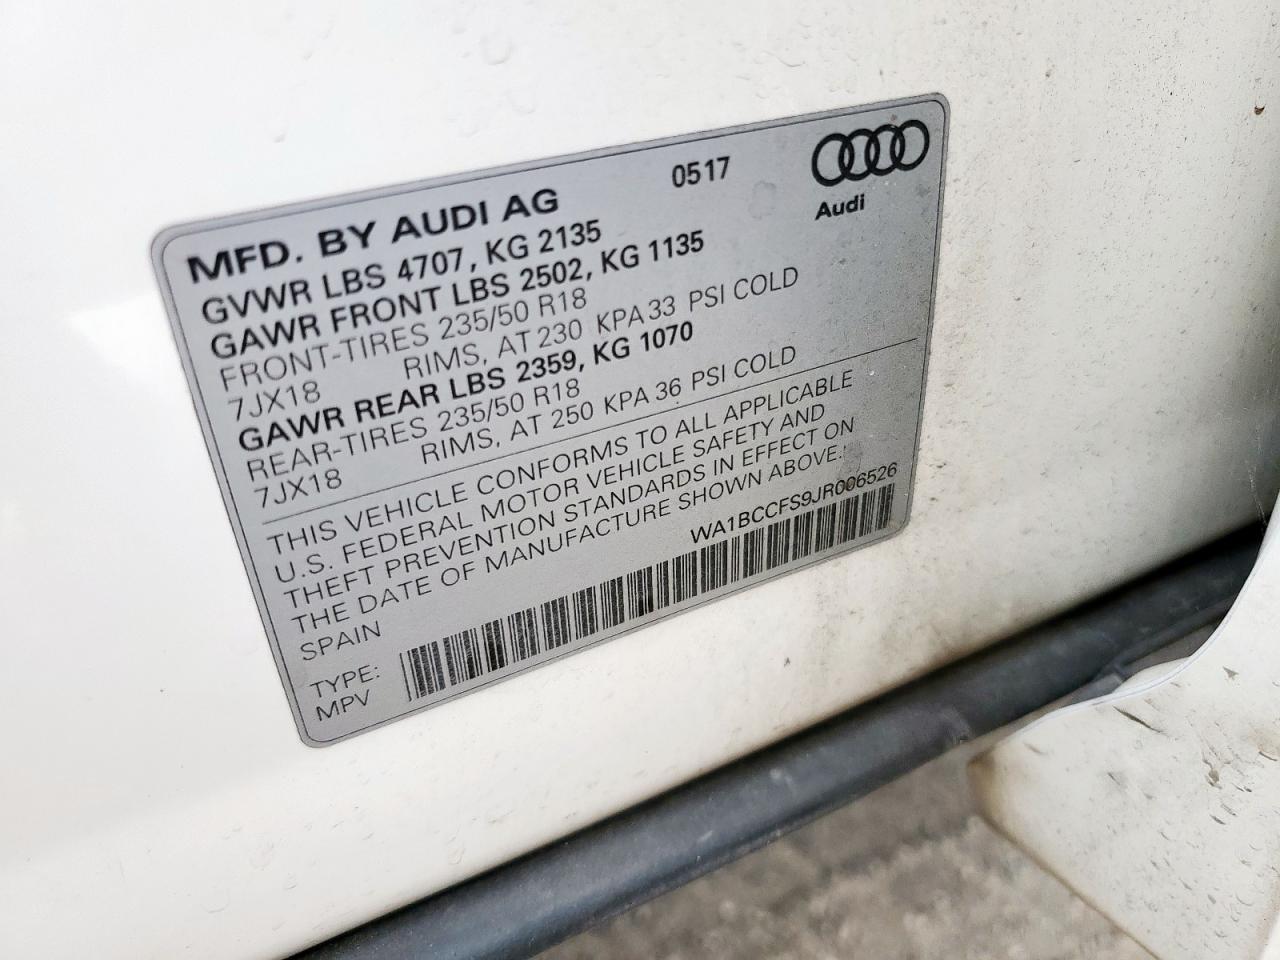 0517
Audi
MFD. BY AUDI AG
GVWR LBS 4707, KG 2135
GAWR FRONT LBS 2502, KG 1135
FRONT-TIRES 235/50 R18
7JX18 RIMS, AT 230 KPA 33 PSI COLD
GAWR REAR LBS 2359, KG 1070
REAR-TIRES 235/50 R18
7JX18 RIMS, AT 250 KPA 36 PSI COLD
THIS VEHICLE CONFORMS TO ALL APPLICABLE
U.S. FEDERAL MOTOR VEHICLE SAFETY AND
THEFT PREVENTION STANDARDS IN EFFECT ON
THE DATE OF MANUFACTURE SHOWN ABOVE.
SPAIN WA1BCCFS9JR006526
TYPE:
MPV